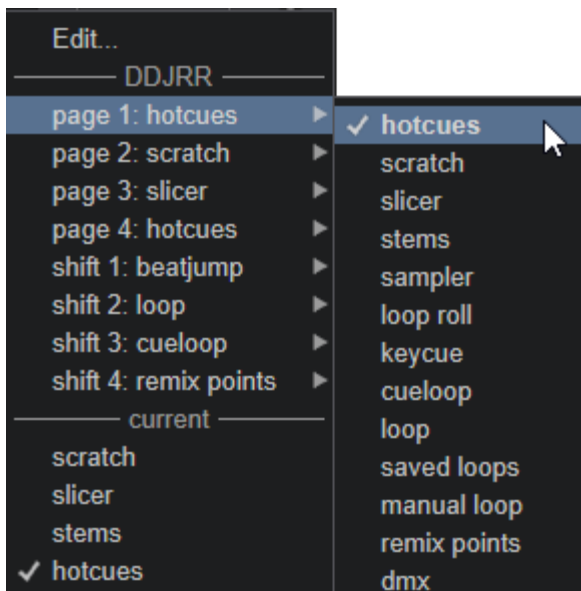 Edit...
DDJRR
page 1: hotcues
page 2: scratch
page 3: slicer
page 4: hotcues
shift 1: beatjump
shift 2: loop
shift 3: cueloop
shift 4: remix points
current
scratch
slicer
stems
hotcues
hotcues
scratch
slicer
stems
sampler
loop roll
keycue
cueloop
loop
saved loops
manual loop
remix points
dmx